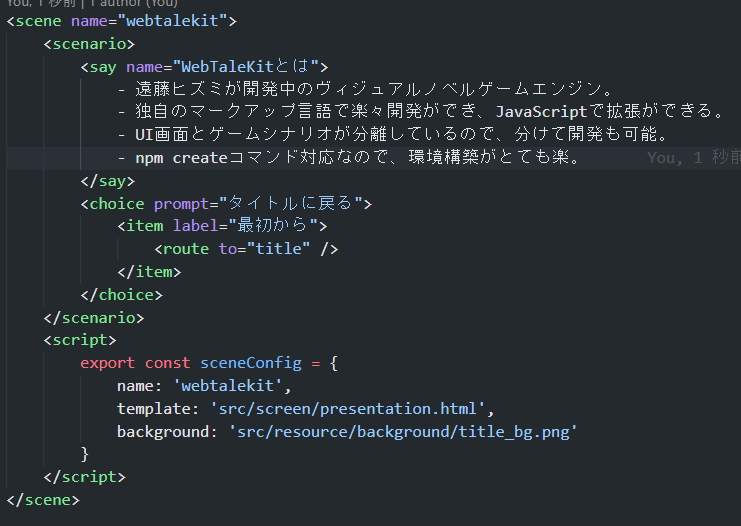 You, 1 秒前 | 1 author (You)
<scene name="webtalekit">
<scenario>
<say name="WebTaleKitとは">
- 遠藤ヒズミが開発中のヴィジュアルノベルゲームエンジン。
- 独自のマークアップ言語で楽々開発ができ、JavaScriptで拡張ができる。
- UI画面とゲームシナリオが分離しているので、分けて開発も可能。
- npm createコマンド対応なので、環境構築がとても楽。 You, 1 秒前
</say>
<choice prompt="タイトルに戻る">
<item label="最初から">
<route to="title" />
</item>
</choice>
</scenario>
<script>
export const sceneConfig = {
name: 'webtalekit',
template: 'src/screen/presentation.html',
background: 'src/resource/background/title_bg.png'
}
</script>
</scene>